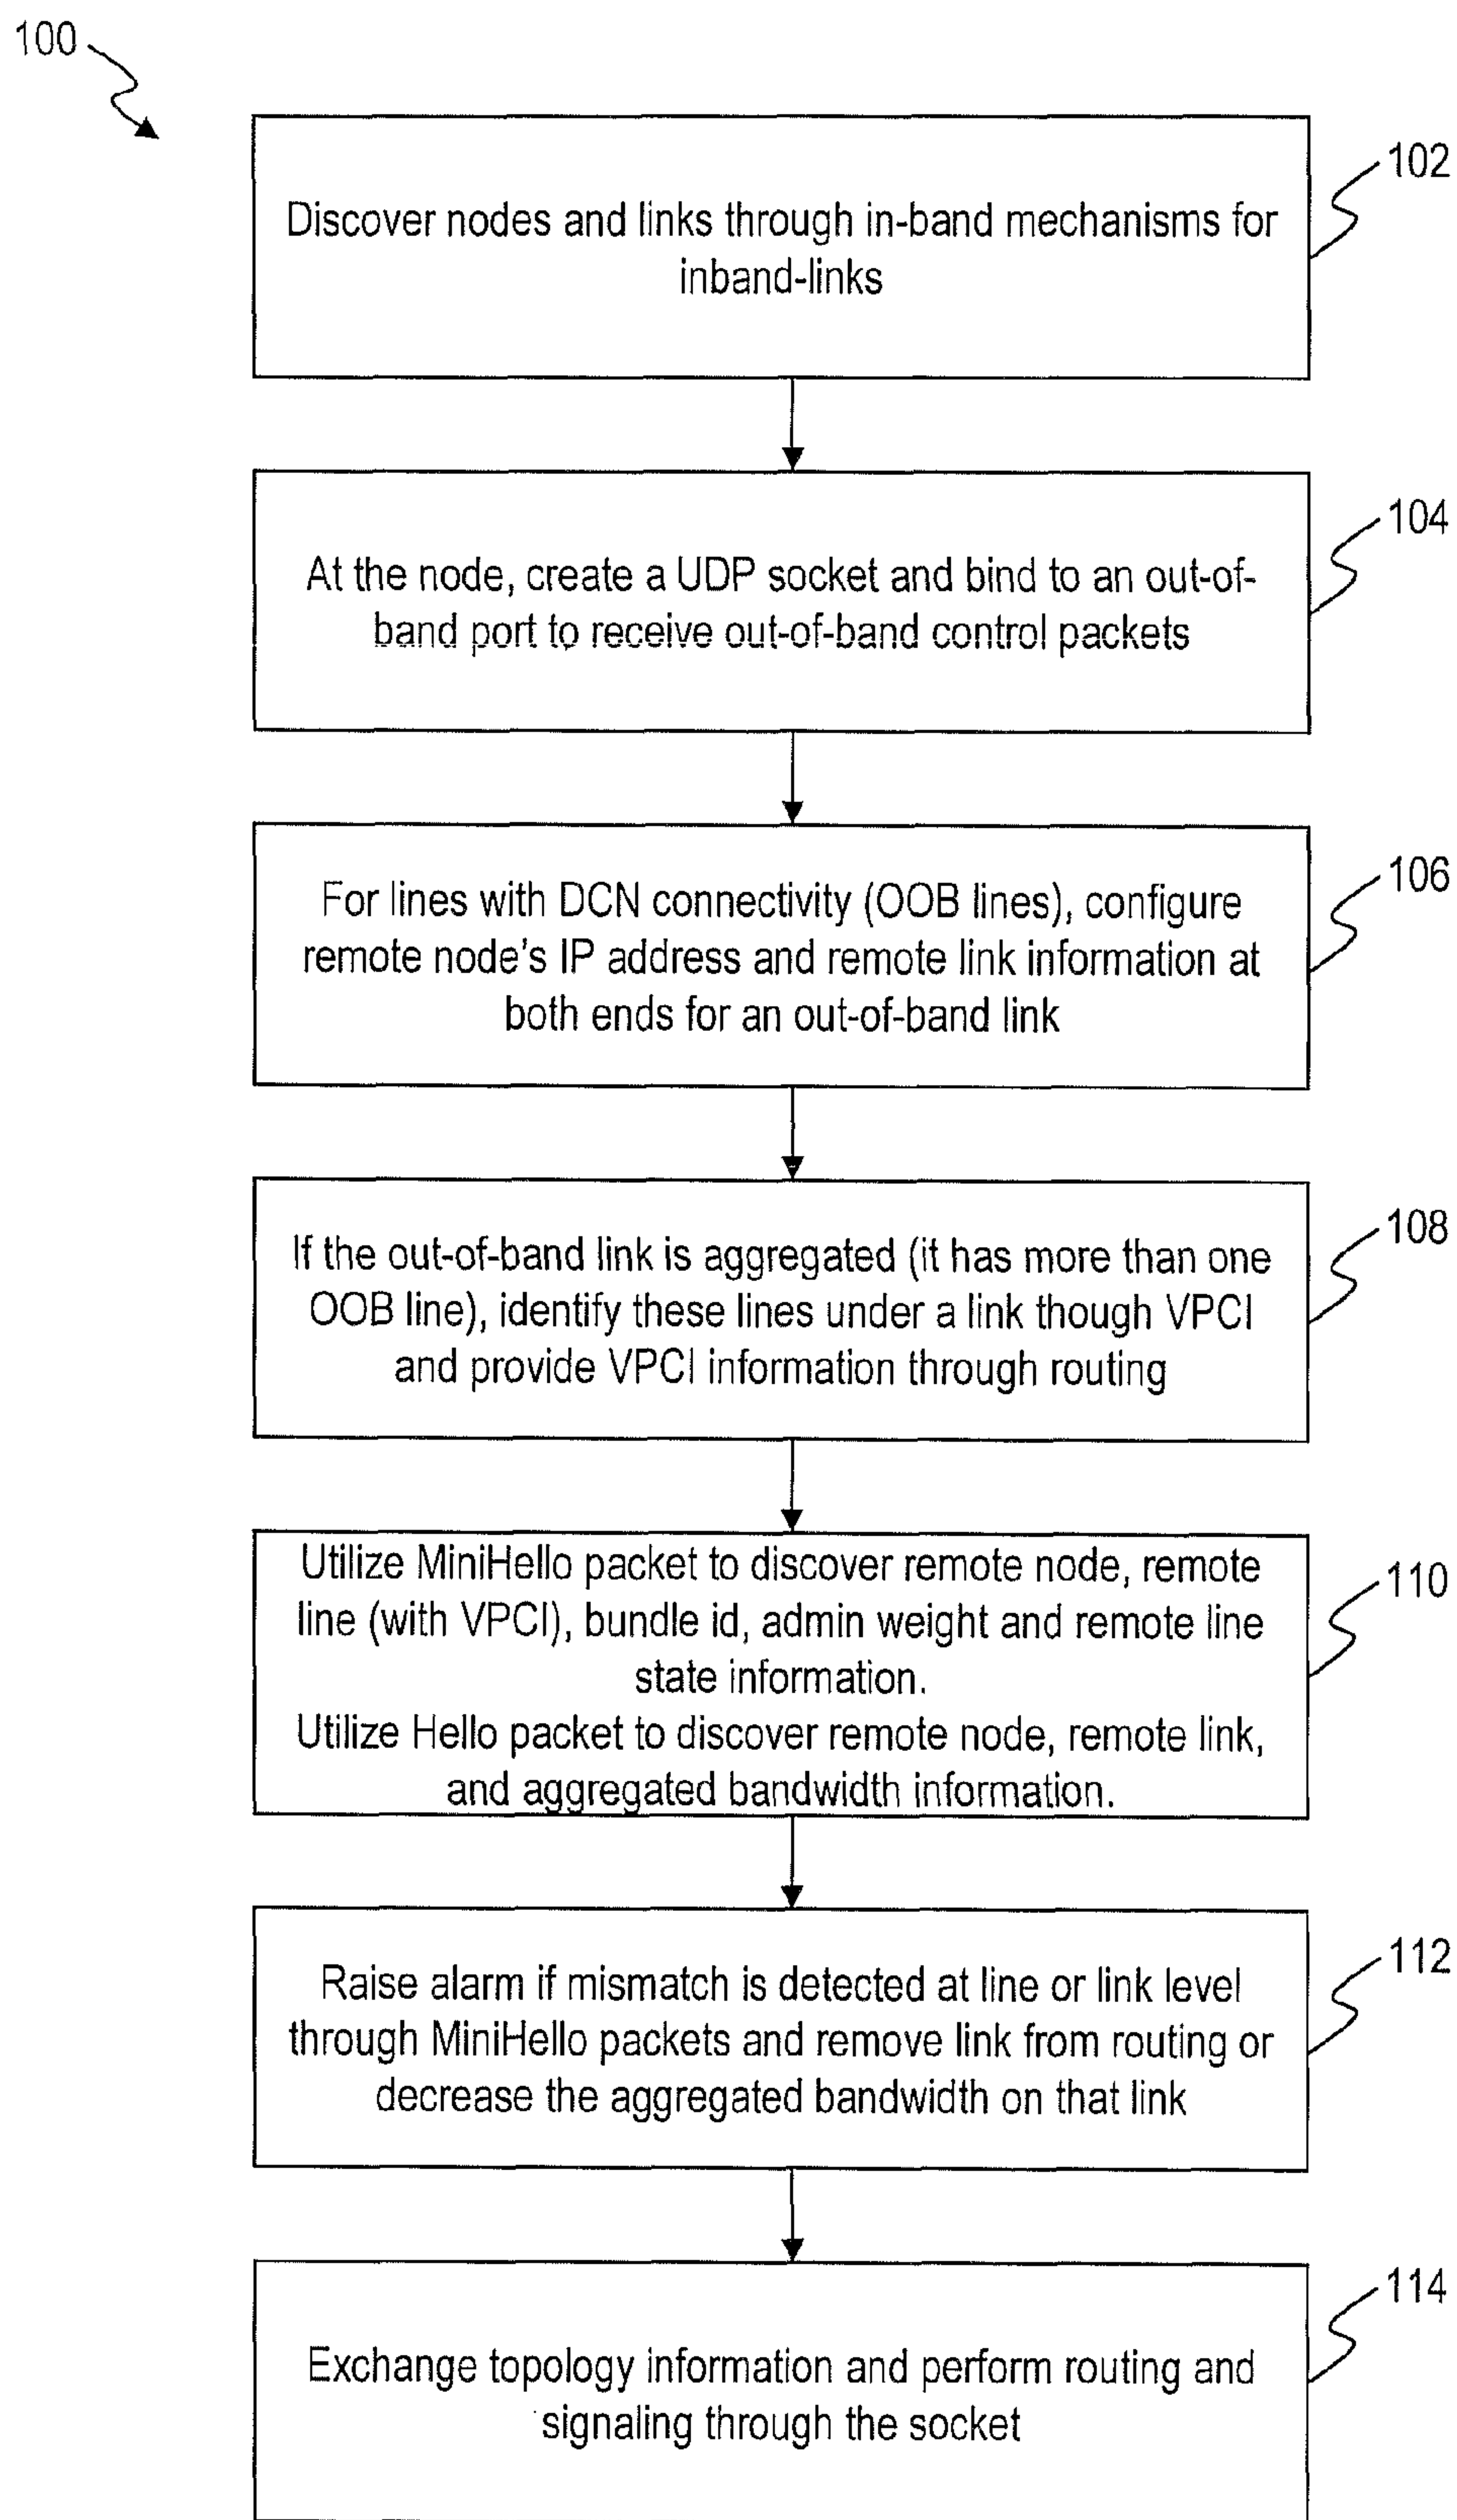 100
102
Discover nodes and links through in-band mechanisms for
inband-links
104
At the node, create a UDP socket and bind to an out-of-
band port to receive out-of-band control packets
106
For lines with DCN connectivity (OOB lines), configure
remote node's IP address and remote link information at
both ends for an out-of-band link
108
If the out-of-band link is aggregated (it has more than one
OOB line), identify these lines under a link though VPCI
and provide VPCI information through routing
110
Utilize MiniHello packet to discover remote node, remote
line (with VPCI), bundle id, admin weight and remote line
state information.
Utilize Hello packet to discover remote node, remote link,
and aggregated bandwidth information.
112
Raise alarm if mismatch is detected at line or link level
through MiniHello packets and remove link from routing or
decrease the aggregated bandwidth on that link
114
Exchange topology information and perform routing and
signaling through the socket